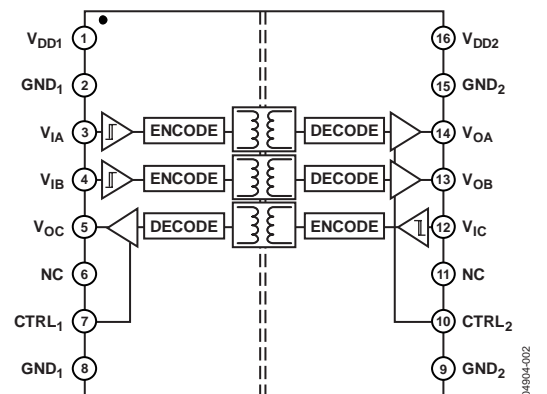 VDD1 1 16 VDD2
GND1 2 15 GND2
VIA 3 ENCODE DECODE 14 VOA
VIB 4 ENCODE DECODE 13 VOB
VOC 5 DECODE ENCODE 12 VIC
NC 6 11 NC
CTRL1 7 10 CTRL2
GND1 8 9 GND2
04904-002